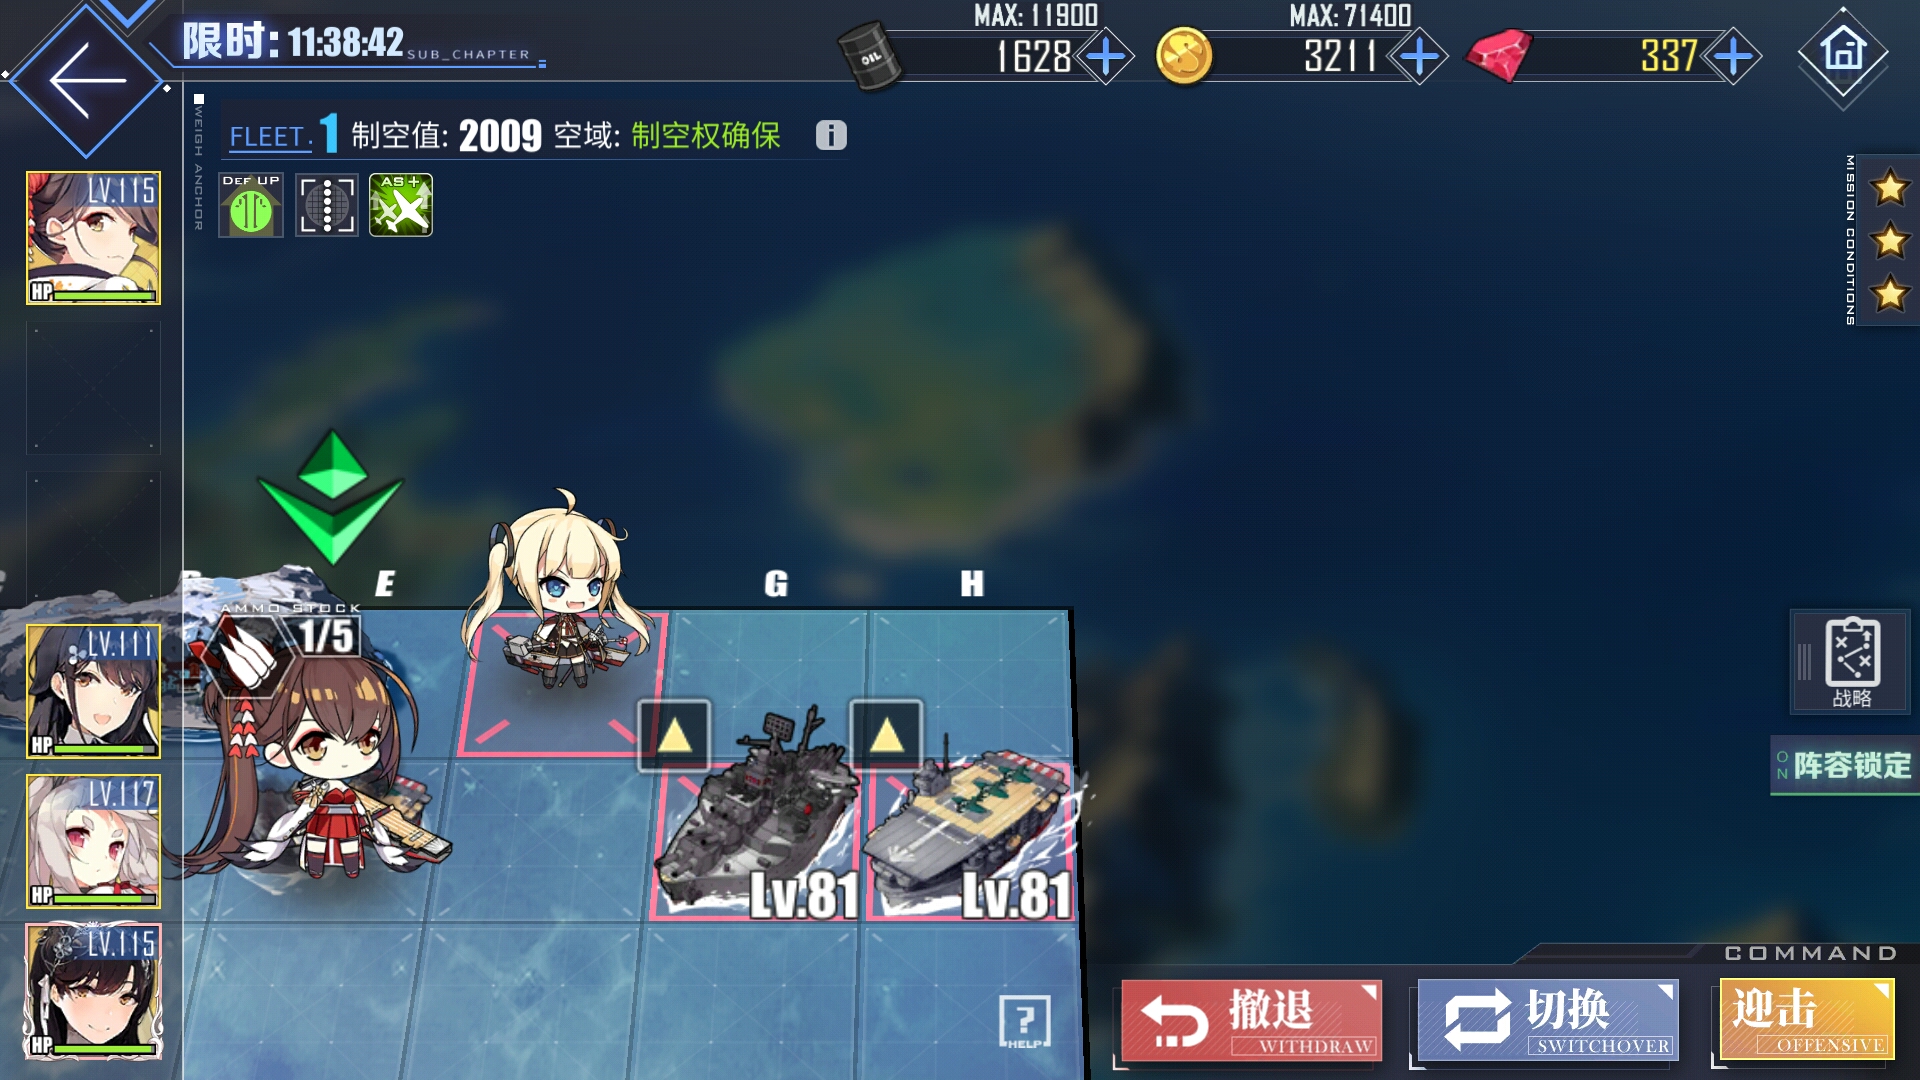 限时: 11:38:42
SUB_CHAPTER
OIL
MAX: 11900
1628
MAX: 71400
3211
337
WEIGH ANCHOR
FLEET. 1 制空值: 2009 空域: 制空权确保 i
DEF UP
AS+
MISSION CONDITIONS
LV.115
HP
E
G
H
AMMO STOCK
1/5
LV.111
HP
战略
ON 阵容锁定
LV.117
HP
Lv.81
Lv.81
LV.115
HP
?
HELP
COMMAND
撤退
WITHDRAW
切换
SWITCHOVER
迎击
OFFENSIVE